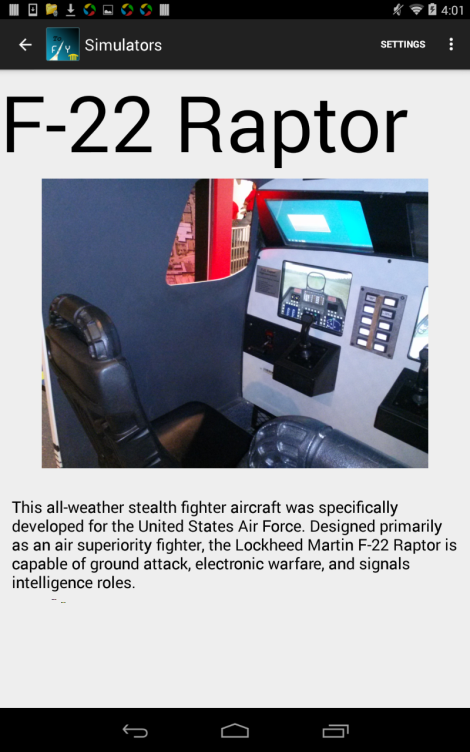 4:01
Simulators
SETTINGS
F-22 Raptor
This all-weather stealth fighter aircraft was specifically
developed for the United States Air Force. Designed primarily
as an air superiority fighter, the Lockheed Martin F-22 Raptor is
capable of ground attack, electronic warfare, and signals
intelligence roles.